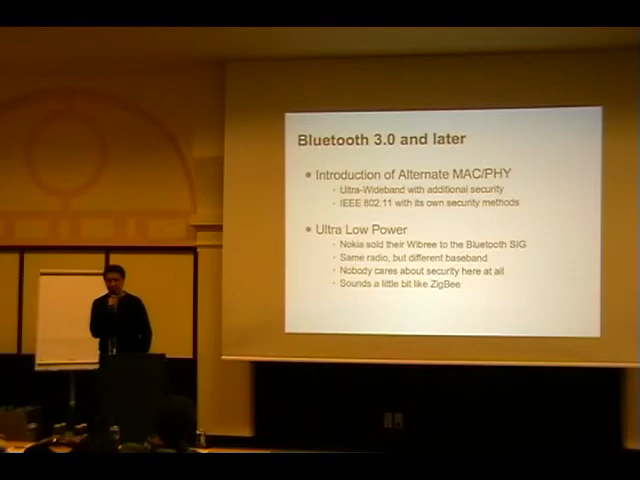 Bluetooth 3.0 and later
• Introduction of Alternate MAC/PHY
· Ultra-Wideband with additional security
· IEEE 802.11 with its own security methods
• Ultra Low Power
· Nokia sold their Wibree to the Bluetooth SIG
· Same radio, but different baseband
· Nobody cares about security here at all
· Sounds a little bit like ZigBee